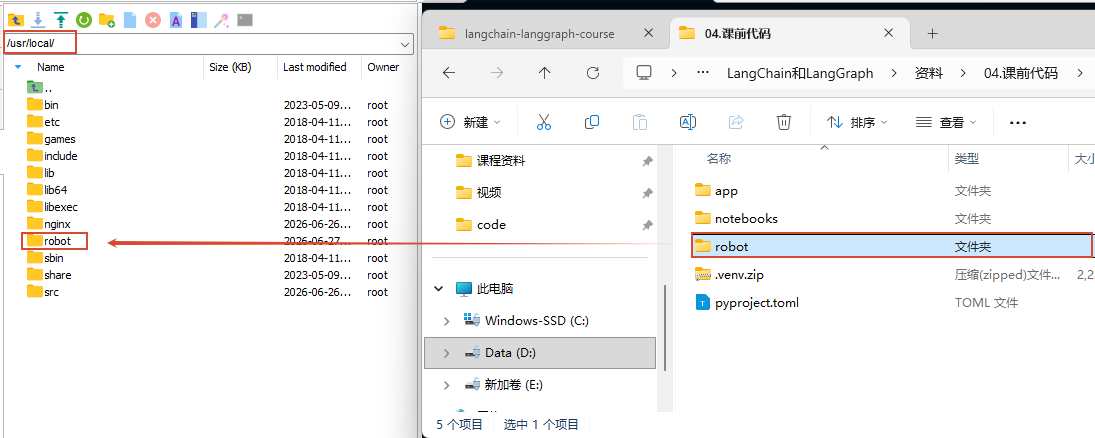 /usr/local/
Name Size (KB) Last modified Owner
..
bin 2023-05-09... root
etc 2018-04-11... root
games 2018-04-11... root
include 2018-04-11... root
lib 2018-04-11... root
lib64 2018-04-11... root
libexec 2018-04-11... root
nginx 2026-06-26... root
robot 2026-06-27... root
sbin 2018-04-11... root
share 2023-05-09... root
src 2026-06-26... root
langchain-langgraph-course
04.课前代码
... LangChain和LangGraph > 资料 > 04.课前代码 >
新建 排序 查看 ...
课程资料
视频
code
此电脑
Windows-SSD (C:)
Data (D:)
新加卷 (E:)
名称 类型 大小
app 文件夹
notebooks 文件夹
robot 文件夹
.venv.zip 压缩(zipped)文件... 2,2
pyproject.toml TOML 文件
5 个项目 选中 1 个项目